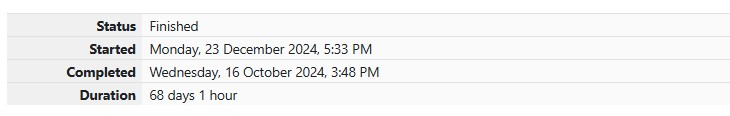 Status Finished
Started Monday, 23 December 2024, 5:33 PM
Completed Wednesday, 16 October 2024, 3:48 PM
Duration 68 days 1 hour